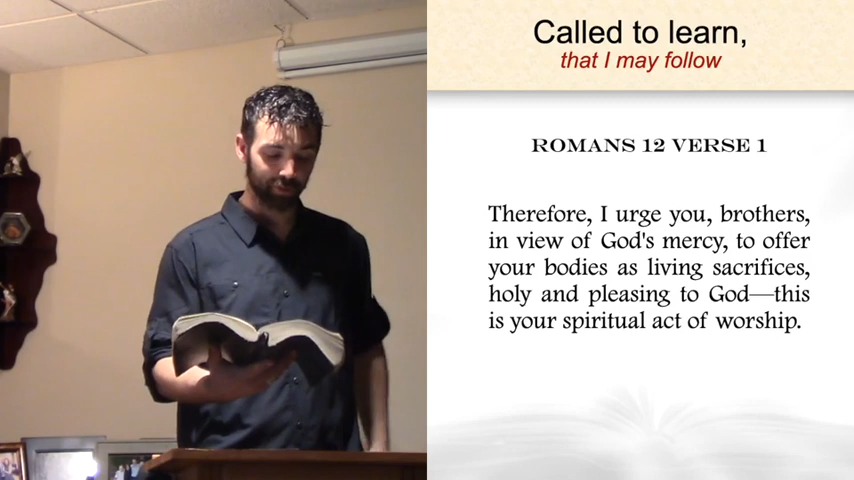 Called to learn,
that I may follow
ROMANS 12 VERSE 1
Therefore, I urge you, brothers,
in view of God's mercy, to offer
your bodies as living sacrifices,
holy and pleasing to God—this
is your spiritual act of worship.